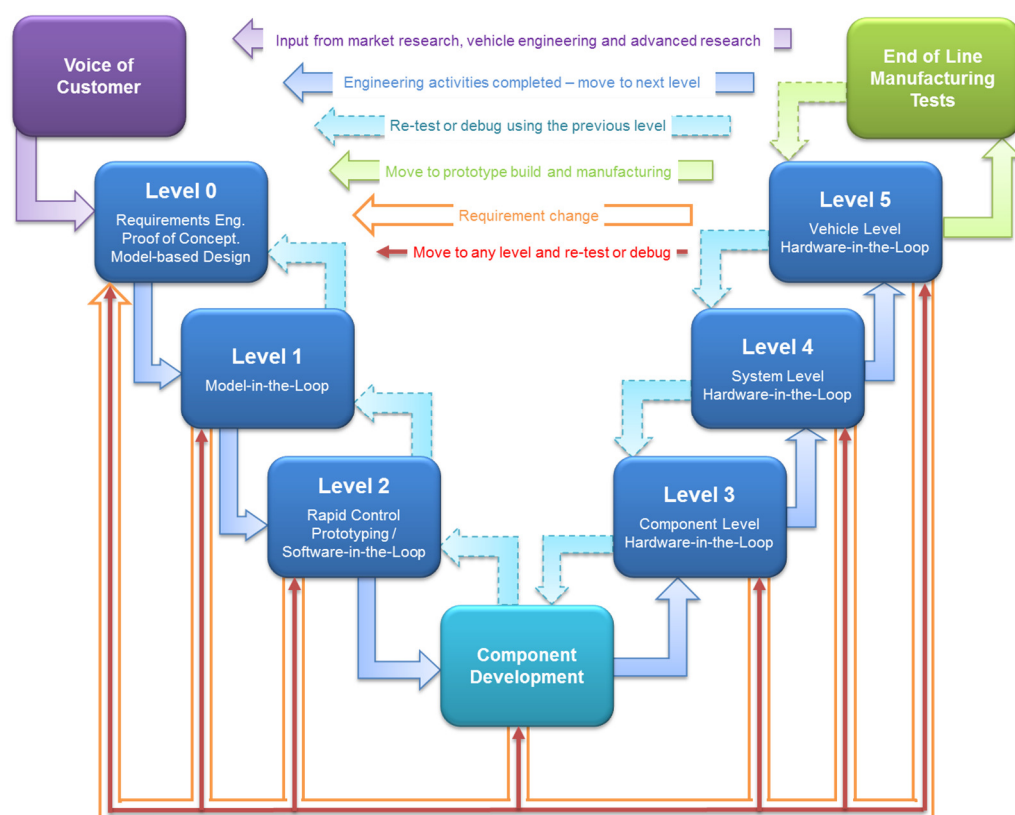 Voice of
Customer
Input from market research, vehicle engineering and advanced research
Engineering activities completed – move to next level
Re-test or debug using the previous level
Move to prototype build and manufacturing
Requirement change
Move to any level and re-test or debug
End of Line
Manufacturing
Tests
Level 0
Requirements Eng.
Proof of Concept.
Model-based Design
Level 1
Model-in-the-Loop
Level 2
Rapid Control
Prototyping /
Software-in-the-Loop
Component
Development
Level 3
Component Level
Hardware-in-the-Loop
Level 4
System Level
Hardware-in-the-Loop
Level 5
Vehicle Level
Hardware-in-the-Loop